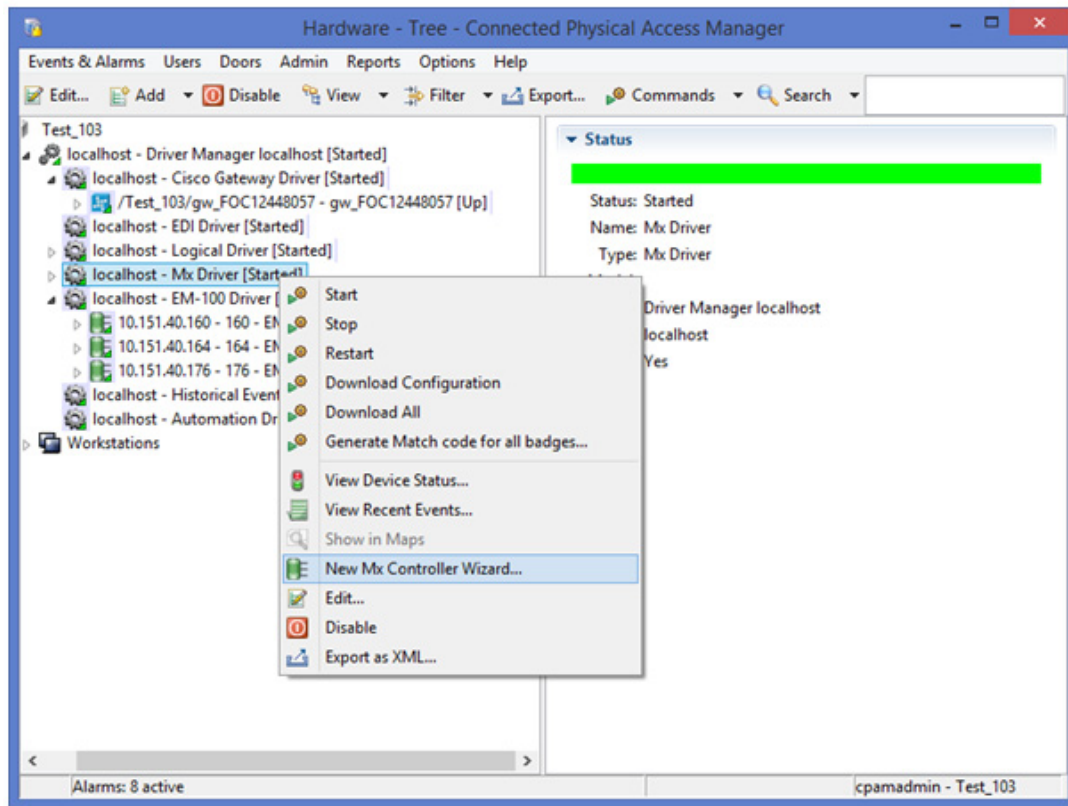 Hardware - Tree - Connected Physical Access Manager
Events & Alarms Users Doors Admin Reports Options Help
Edit... Add Disable View Filter Export... Commands Search
Test_103
localhost - Driver Manager localhost [Started]
localhost - Cisco Gateway Driver [Started]
/Test_103/gw_FOC12448057 - gw_FOC12448057 [Up]
localhost - EDI Driver [Started]
localhost - Logical Driver [Started]
localhost - Mx Driver [Started]
localhost - EM-100 Driver [
10.151.40.160 - 160 - EN
10.151.40.164 - 164 - EN
10.151.40.176 - 176 - EN
localhost - Historical Event
localhost - Automation Dr
Workstations
Start
Stop
Restart
Download Configuration
Download All
Generate Match code for all badges...
View Device Status...
View Recent Events...
Show in Maps
New Mx Controller Wizard...
Edit...
Disable
Export as XML...
Status
Status: Started
Name: Mx Driver
Type: Mx Driver
Driver Manager localhost
localhost
Yes
Alarms: 8 active
cpamadmin - Test_103